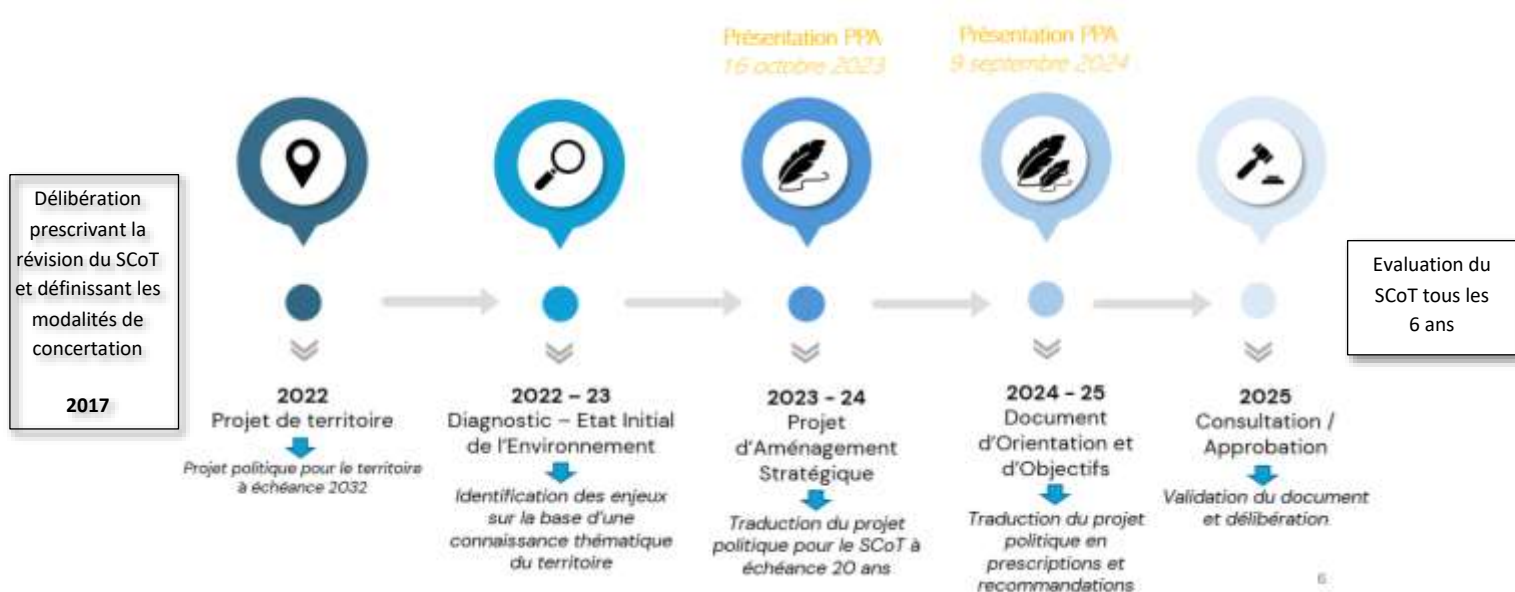 Présentation PPA
16 octobre 2023
Présentation PPA
9 septembre 2024
Délibération
prescrivant la
révision du SCoT
et définissant les
modalités de
concertation
2017
2022
Projet de territoire
Projet politique pour le territoire
à échéance 2032
2022 – 23
Diagnostic – Etat Initial
de l'Environnement
Identification des enjeux
sur la base d'une
connaissance thématique
du territoire
2023 - 24
Projet
d'Aménagement
Stratégique
Traduction du projet
politique pour le SCoT à
échéance 20 ans
2024 - 25
Document
d'Orientation et
d'Objectifs
Traduction du projet
politique en
prescriptions et
recommandations
2025
Consultation /
Approbation
Validation du document
et délibération
Evaluation du
SCoT tous les
6 ans
6